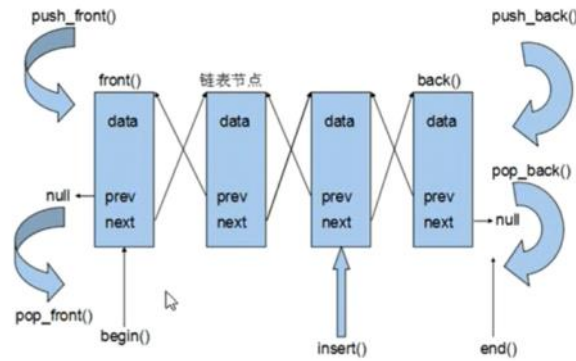 push_front()
push_back()
front()
链表节点
back()
data
data
data
data
pop_back()
null
prev
prev
prev
prev
next
next
next
next
null
pop_front()
begin()
insert()
end()